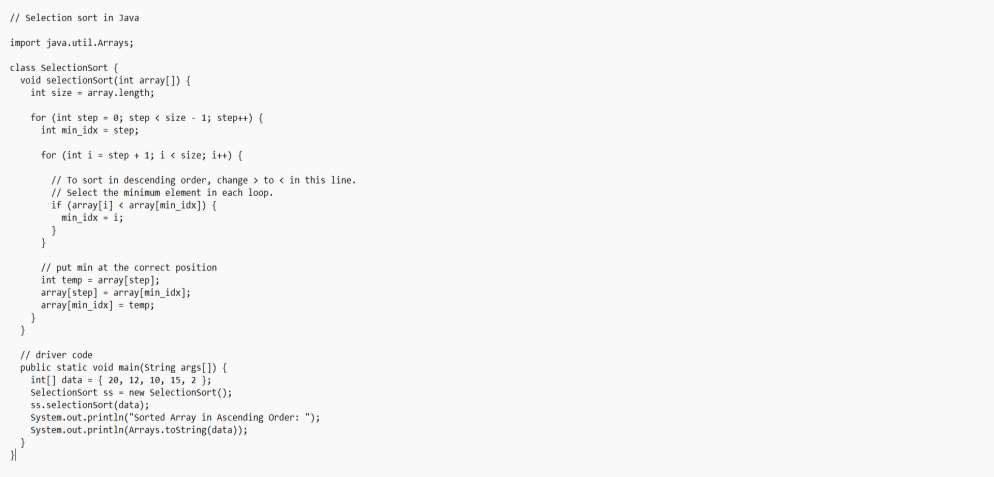 // Selection sort in Java

import java.util.Arrays;

class SelectionSort {
  void selectionSort(int array[]) {
    int size = array.length;

    for (int step = 0; step < size - 1; step++) {
      int min_idx = step;

      for (int i = step + 1; i < size; i++) {

        // To sort in descending order, change > to < in this line.
        // Select the minimum element in each loop.
        if (array[i] < array[min_idx]) {
          min_idx = i;
        }
      }

      // put min at the correct position
      int temp = array[step];
      array[step] = array[min_idx];
      array[min_idx] = temp;
    }
  }

  // driver code
  public static void main(String args[]) {
    int[] data = { 20, 12, 10, 15, 2 };
    SelectionSort ss = new SelectionSort();
    ss.selectionSort(data);
    System.out.println("Sorted Array in Ascending Order: ");
    System.out.println(Arrays.toString(data));
  }
}